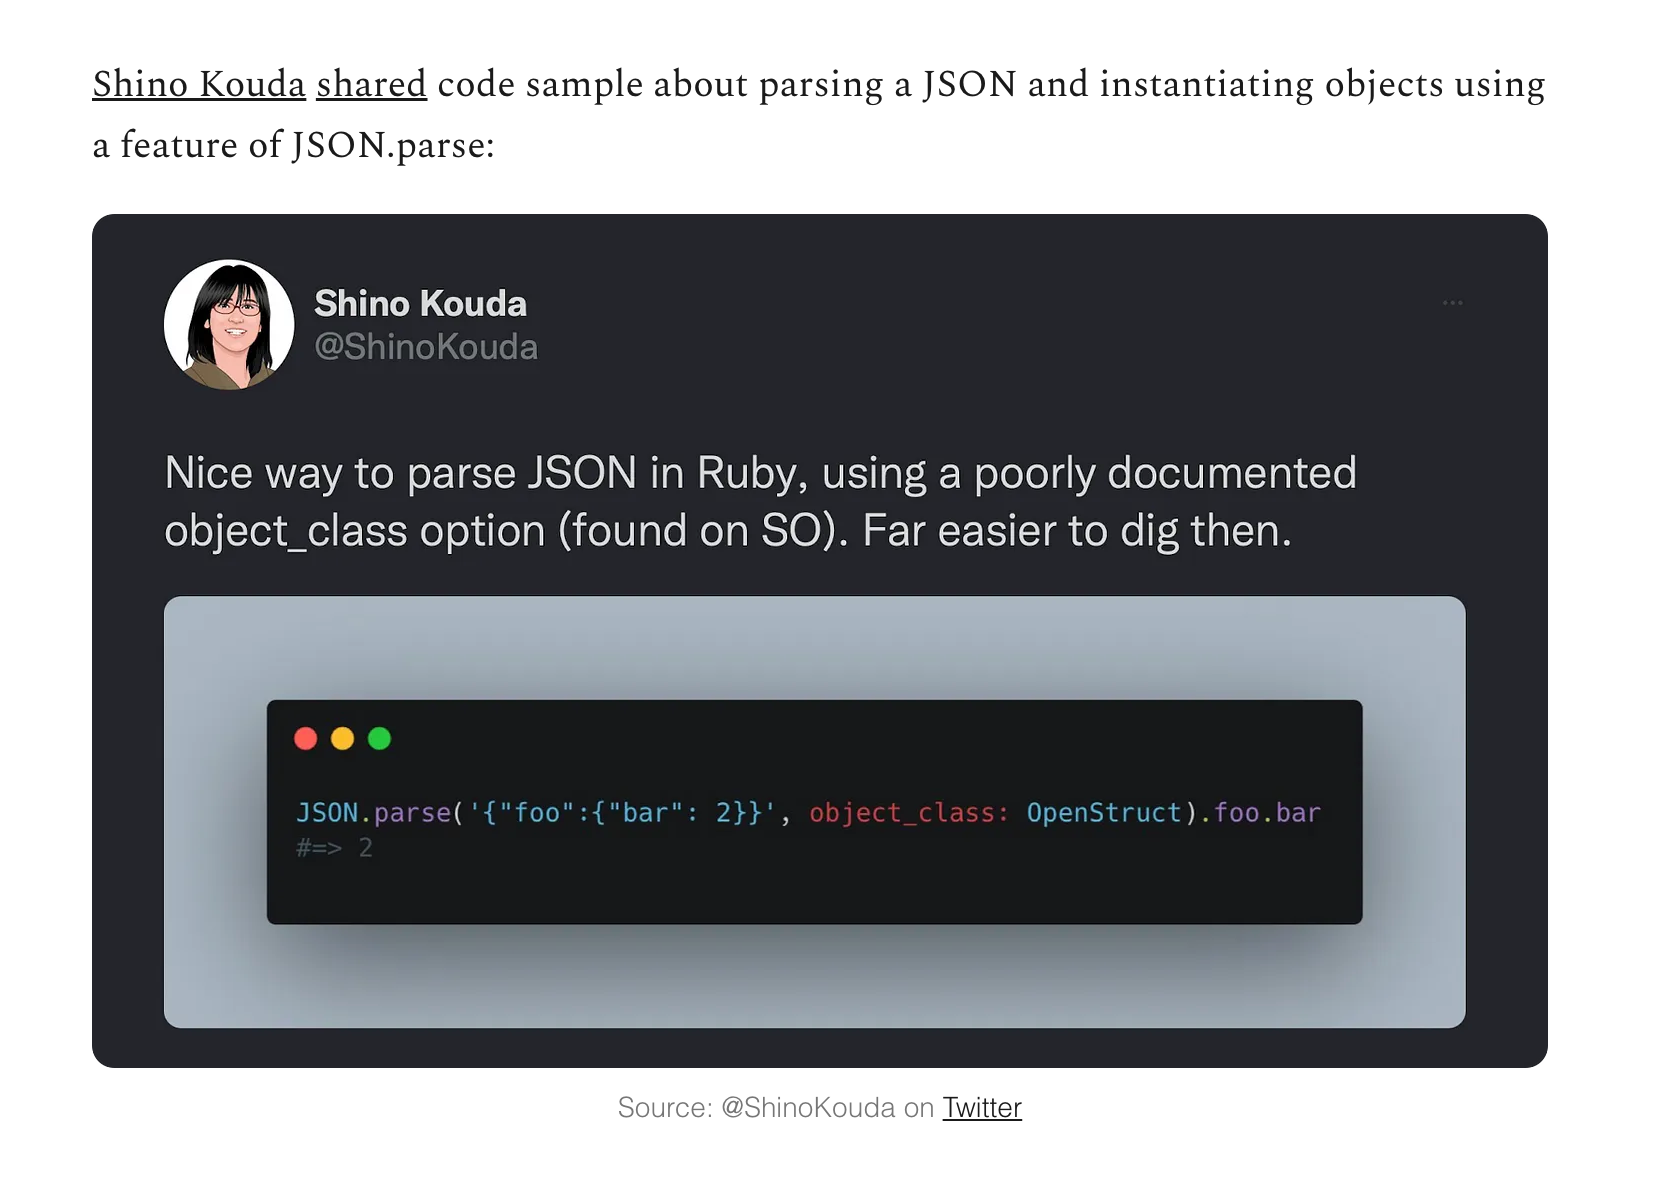 Shino Kouda shared code sample about parsing a JSON and instantiating objects using
a feature of JSON.parse:
Shino Kouda
@ShinoKouda
Nice way to parse JSON in Ruby, using a poorly documented
object_class option (found on SO). Far easier to dig then.
JSON.parse('{"foo":{"bar": 2}}', object_class: OpenStruct).foo.bar
#=> 2
Source: @ShinoKouda on Twitter